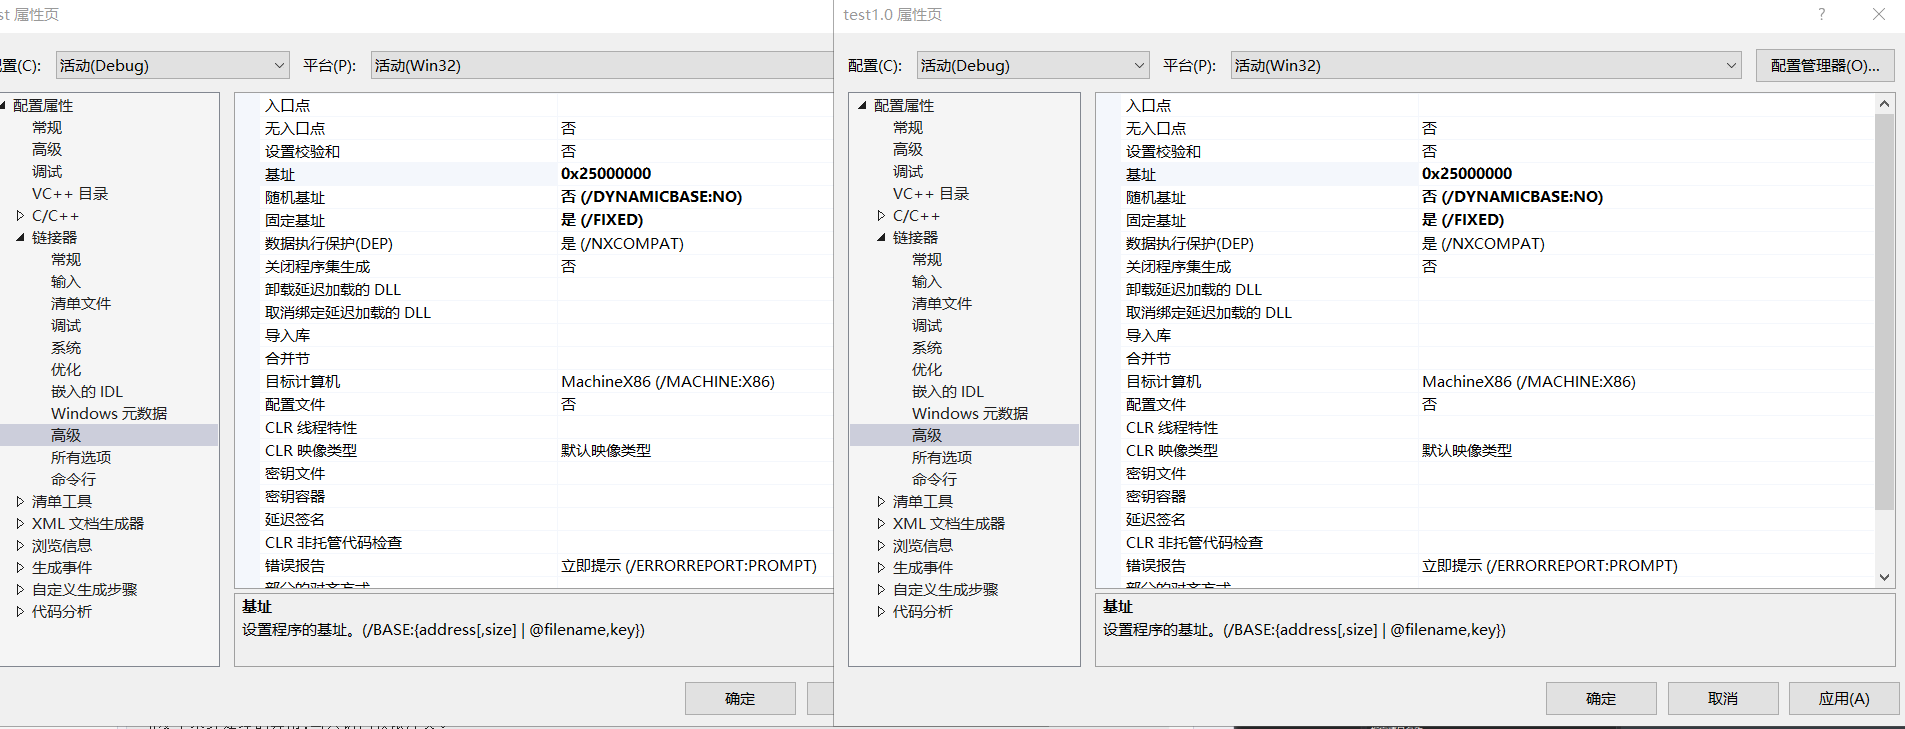 st 属性页
置(C):
活动(Debug)
平台(P):
活动(Win32)
配置属性
常规
高级
调试
VC++ 目录
C/C++
链接器
常规
输入
清单文件
调试
系统
优化
嵌入的 IDL
Windows 元数据
高级
所有选项
命令行
清单工具
XML 文档生成器
浏览信息
生成事件
自定义生成步骤
代码分析
入口点
无入口点 否
设置校验和 否
基址 0x25000000
随机基址 否 (/DYNAMICBASE:NO)
固定基址 是 (/FIXED)
数据执行保护(DEP) 是 (/NXCOMPAT)
关闭程序集生成 否
卸载延迟加载的 DLL
取消绑定延迟加载的 DLL
导入库
合并节
目标计算机 MachineX86 (/MACHINE:X86)
配置文件 否
CLR 线程特性
CLR 映像类型 默认映像类型
密钥文件
密钥容器
延迟签名
CLR 非托管代码检查
错误报告 立即提示 (/ERRORREPORT:PROMPT)
部分的对齐方式
基址
设置程序的基址。(/BASE:{address[,size] | @filename,key})
确定
test1.0 属性页
?
配置(C):
活动(Debug)
平台(P):
活动(Win32)
配置管理器(O)...
配置属性
常规
高级
调试
VC++ 目录
C/C++
链接器
常规
输入
清单文件
调试
系统
优化
嵌入的 IDL
Windows 元数据
高级
所有选项
命令行
清单工具
XML 文档生成器
浏览信息
生成事件
自定义生成步骤
代码分析
入口点
无入口点 否
设置校验和 否
基址 0x25000000
随机基址 否 (/DYNAMICBASE:NO)
固定基址 是 (/FIXED)
数据执行保护(DEP) 是 (/NXCOMPAT)
关闭程序集生成 否
卸载延迟加载的 DLL
取消绑定延迟加载的 DLL
导入库
合并节
目标计算机 MachineX86 (/MACHINE:X86)
配置文件 否
CLR 线程特性
CLR 映像类型 默认映像类型
密钥文件
密钥容器
延迟签名
CLR 非托管代码检查
错误报告 立即提示 (/ERRORREPORT:PROMPT)
部分的对齐方式
基址
设置程序的基址。(/BASE:{address[,size] | @filename,key})
确定
取消
应用(A)